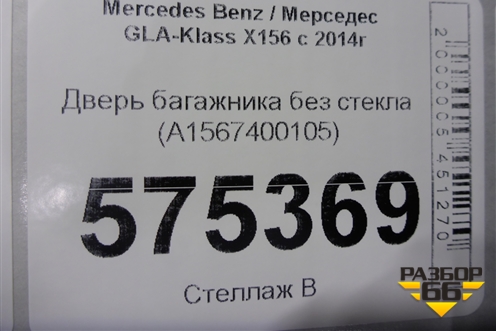 Mercedes Benz / Мерседес
GLA-Klass X156 с 2014г
Дверь багажника без стекла
(A1567400105)
575369
Стеллаж В
2000005451270
РАЗБОР
66